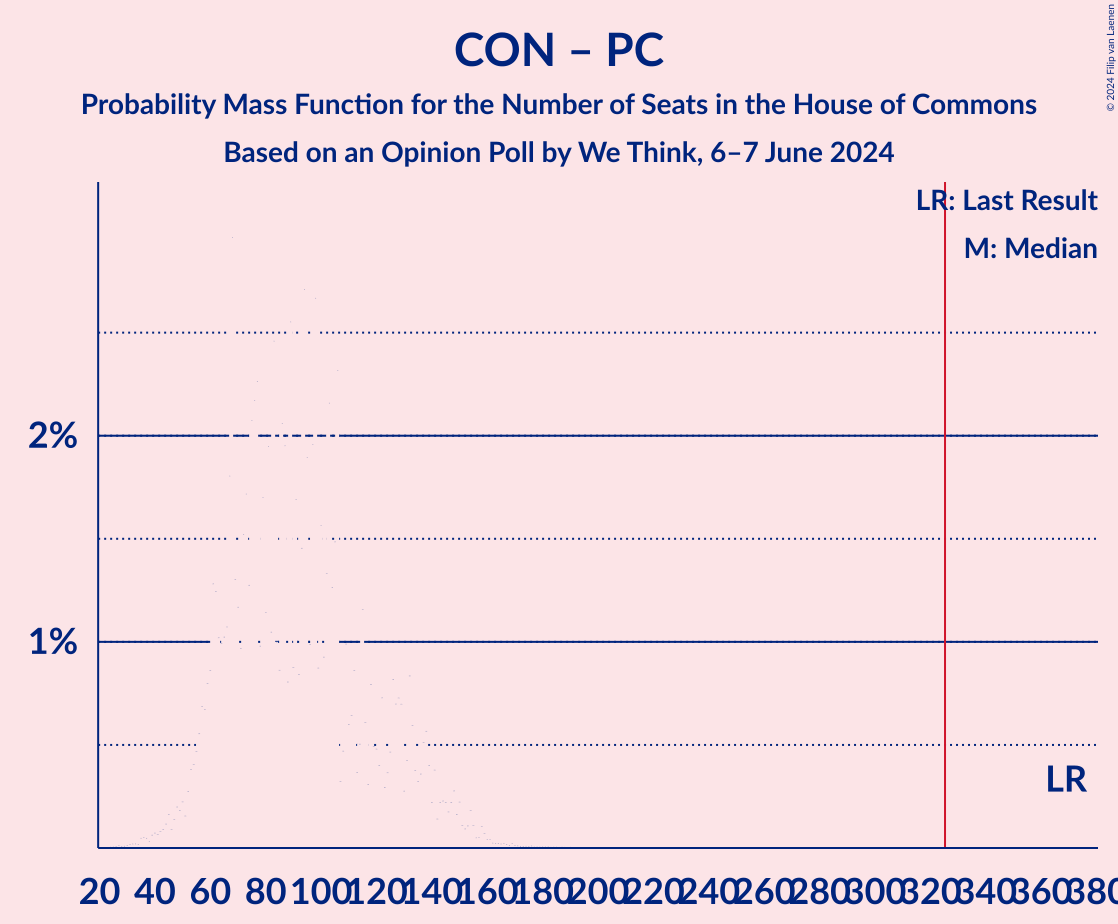 CON – PC
Probability Mass Function for the Number of Seats in the House of Commons
Based on an Opinion Poll by We Think, 6–7 June 2024
© 2024 Filip van Laenen
LR: Last Result
M: Median
2%
1%
LR
20 40 60 80 100 120 140 160 180 200 220 240 260 280 300 320 340 360 380